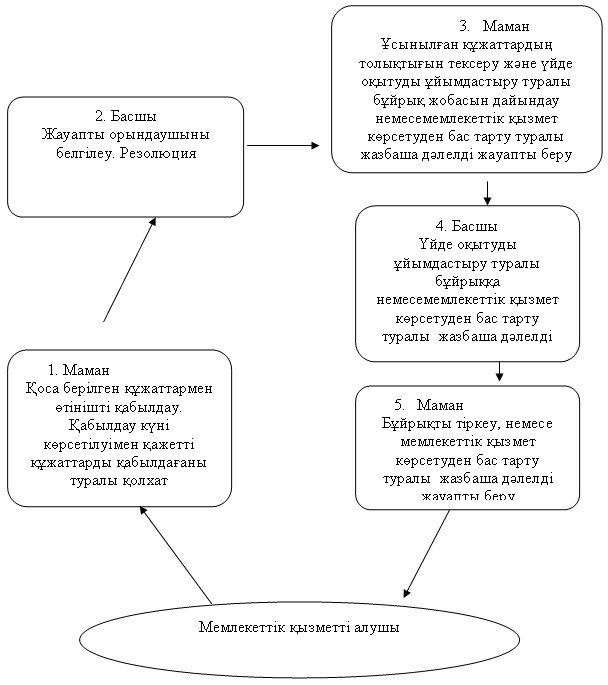 3. Маман
Ұсынылған құжаттардың
толықтығын тексеру және үйде
оқытуды ұйымдастыру туралы
бұйрық жобасын дайындау
немесемемлекеттік қызмет
көрсетуден бас тарту туралы
жазбаша дәлелді жауапты беру
2. Басшы
Жауапты орындаушыны
белгілеу. Резолюция
4. Басшы
Үйде оқытуды
ұйымдастыру туралы
бұйрыққа
немесемемлекеттік қызмет
көрсетуден бас тарту
туралы жазбаша дәлелді
1. Маман
Қоса берілген құжаттармен
өтінішті қабылдау.
Қабылдау күні
көрсетілуімен қажетті
құжаттарды қабылдағаны
туралы қолхат
5. Маман
Бұйрықты тіркеу, немесе
мемлекеттік қызмет
көрсетуден бас тарту
туралы жазбаша дәлелді
жауапты беру
Мемлекеттік қызметті алушы